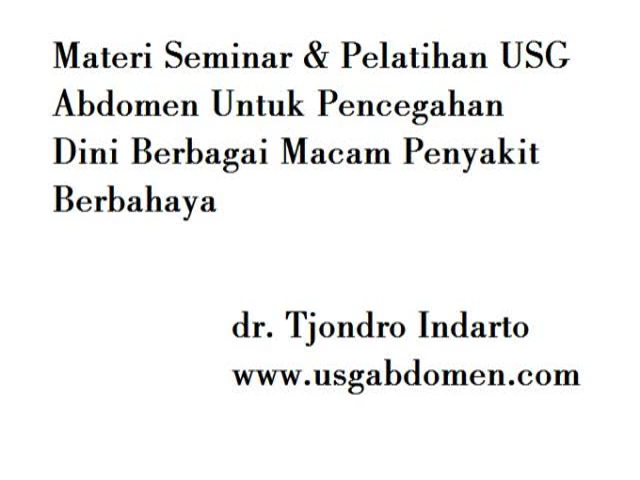 Materi Seminar & Pelatihan USG
Abdomen Untuk Pencegahan
Dini Berbagai Macam Penyakit
Berbahaya
dr. Tjondro Indarto
www.usgabdomen.com